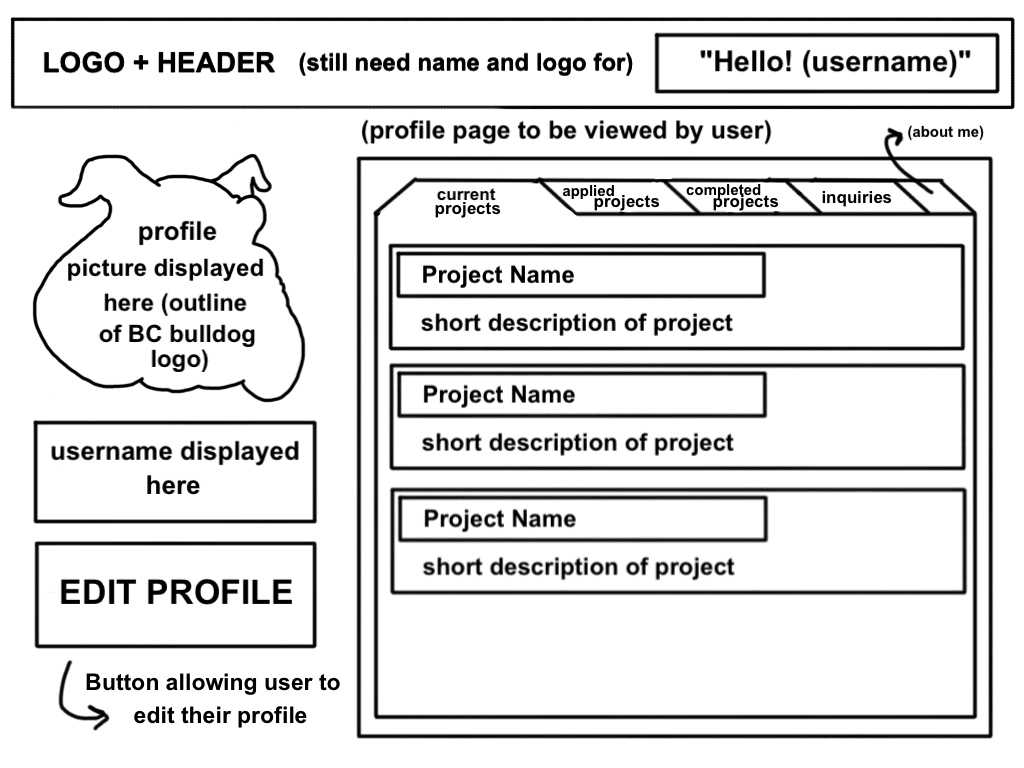 LOGO + HEADER (still need name and logo for)
"Hello! (username)"
(profile page to be viewed by user)
(about me)
current
projects
applied
projects
completed
projects
inquiries
profile
picture displayed
here (outline
of BC bulldog
logo)
Project Name
short description of project
Project Name
short description of project
Project Name
short description of project
username displayed
here
EDIT PROFILE
Button allowing user to
edit their profile